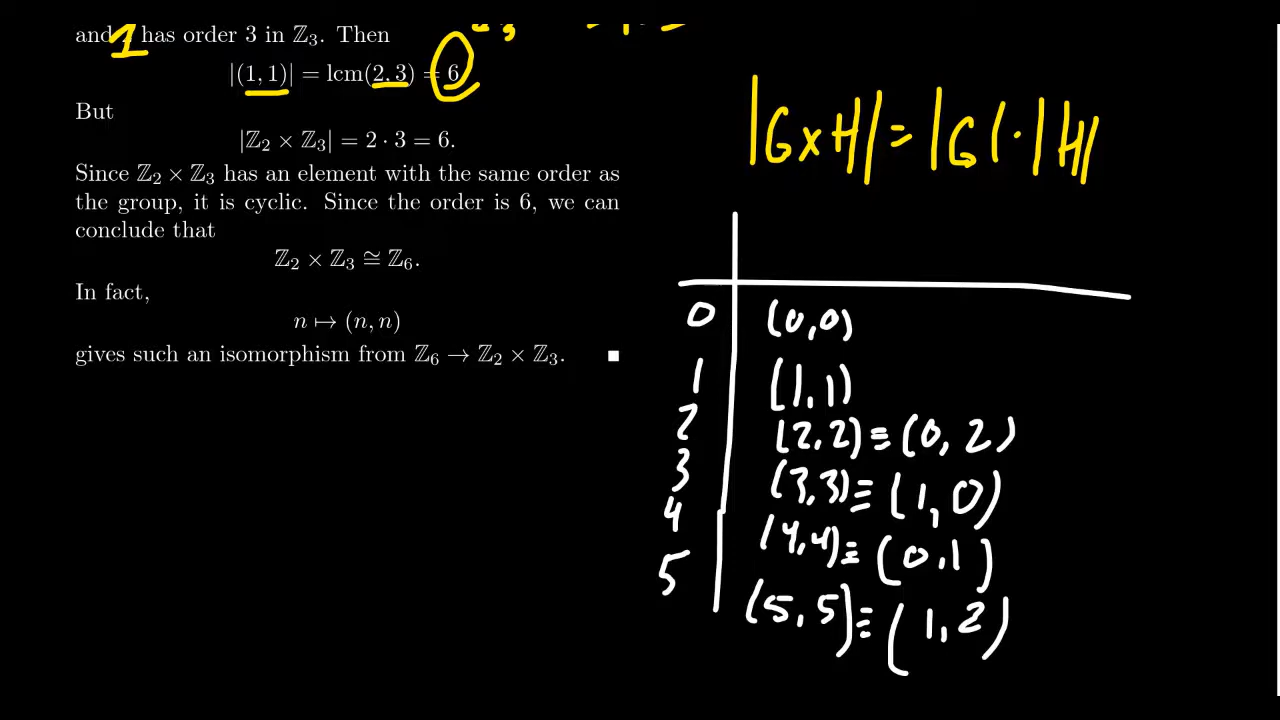 and 1 has order 3 in ℤ₃. Then
|(1, 1)| = lcm(2, 3) = 6
But
|ℤ₂ × ℤ₃| = 2 · 3 = 6.
Since ℤ₂ × ℤ₃ has an element with the same order as
the group, it is cyclic. Since the order is 6, we can
conclude that
ℤ₂ × ℤ₃ ≅ ℤ₆.
In fact,
n ↦ (n, n)
gives such an isomorphism from ℤ₆ → ℤ₂ × ℤ₃. ■
|G×H| = |G|·|H|
0 (0,0)
1 (1,1)
2 (2,2) ≡ (0,2)
3 (3,3) ≡ (1,0)
4 (4,4) ≡ (0,1)
5 (5,5) ≡ (1,2)